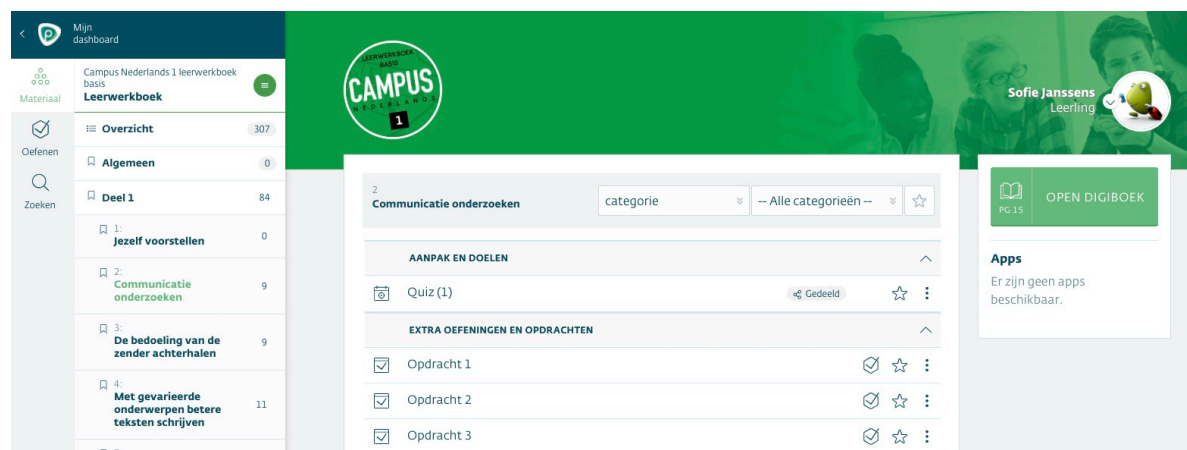 Mijn
dashboard
Materiaal
Oefenen
Zoeken
Campus Nederlands 1 leerwerkboek
basis
Leerwerkboek
Overzicht 307
Algemeen 0
Deel 1 84
1:
Jezelf voorstellen 0
2:
Communicatie
onderzoeken 9
3:
De bedoeling van de
zender achterhalen 9
4:
Met gevarieerde
onderwerpen betere
teksten schrijven 11
LEERWERKBOEK
BASIS
CAMPUS
NEDERLANDS
1
Sofie Janssens
Leerling
2
Communicatie onderzoeken
categorie
-- Alle categorieën --
AANPAK EN DOELEN
Quiz (1) Gedeeld
EXTRA OEFENINGEN EN OPDRACHTEN
Opdracht 1
Opdracht 2
Opdracht 3
PG 15
OPEN DIGIBOEK
Apps
Er zijn geen apps
beschikbaar.